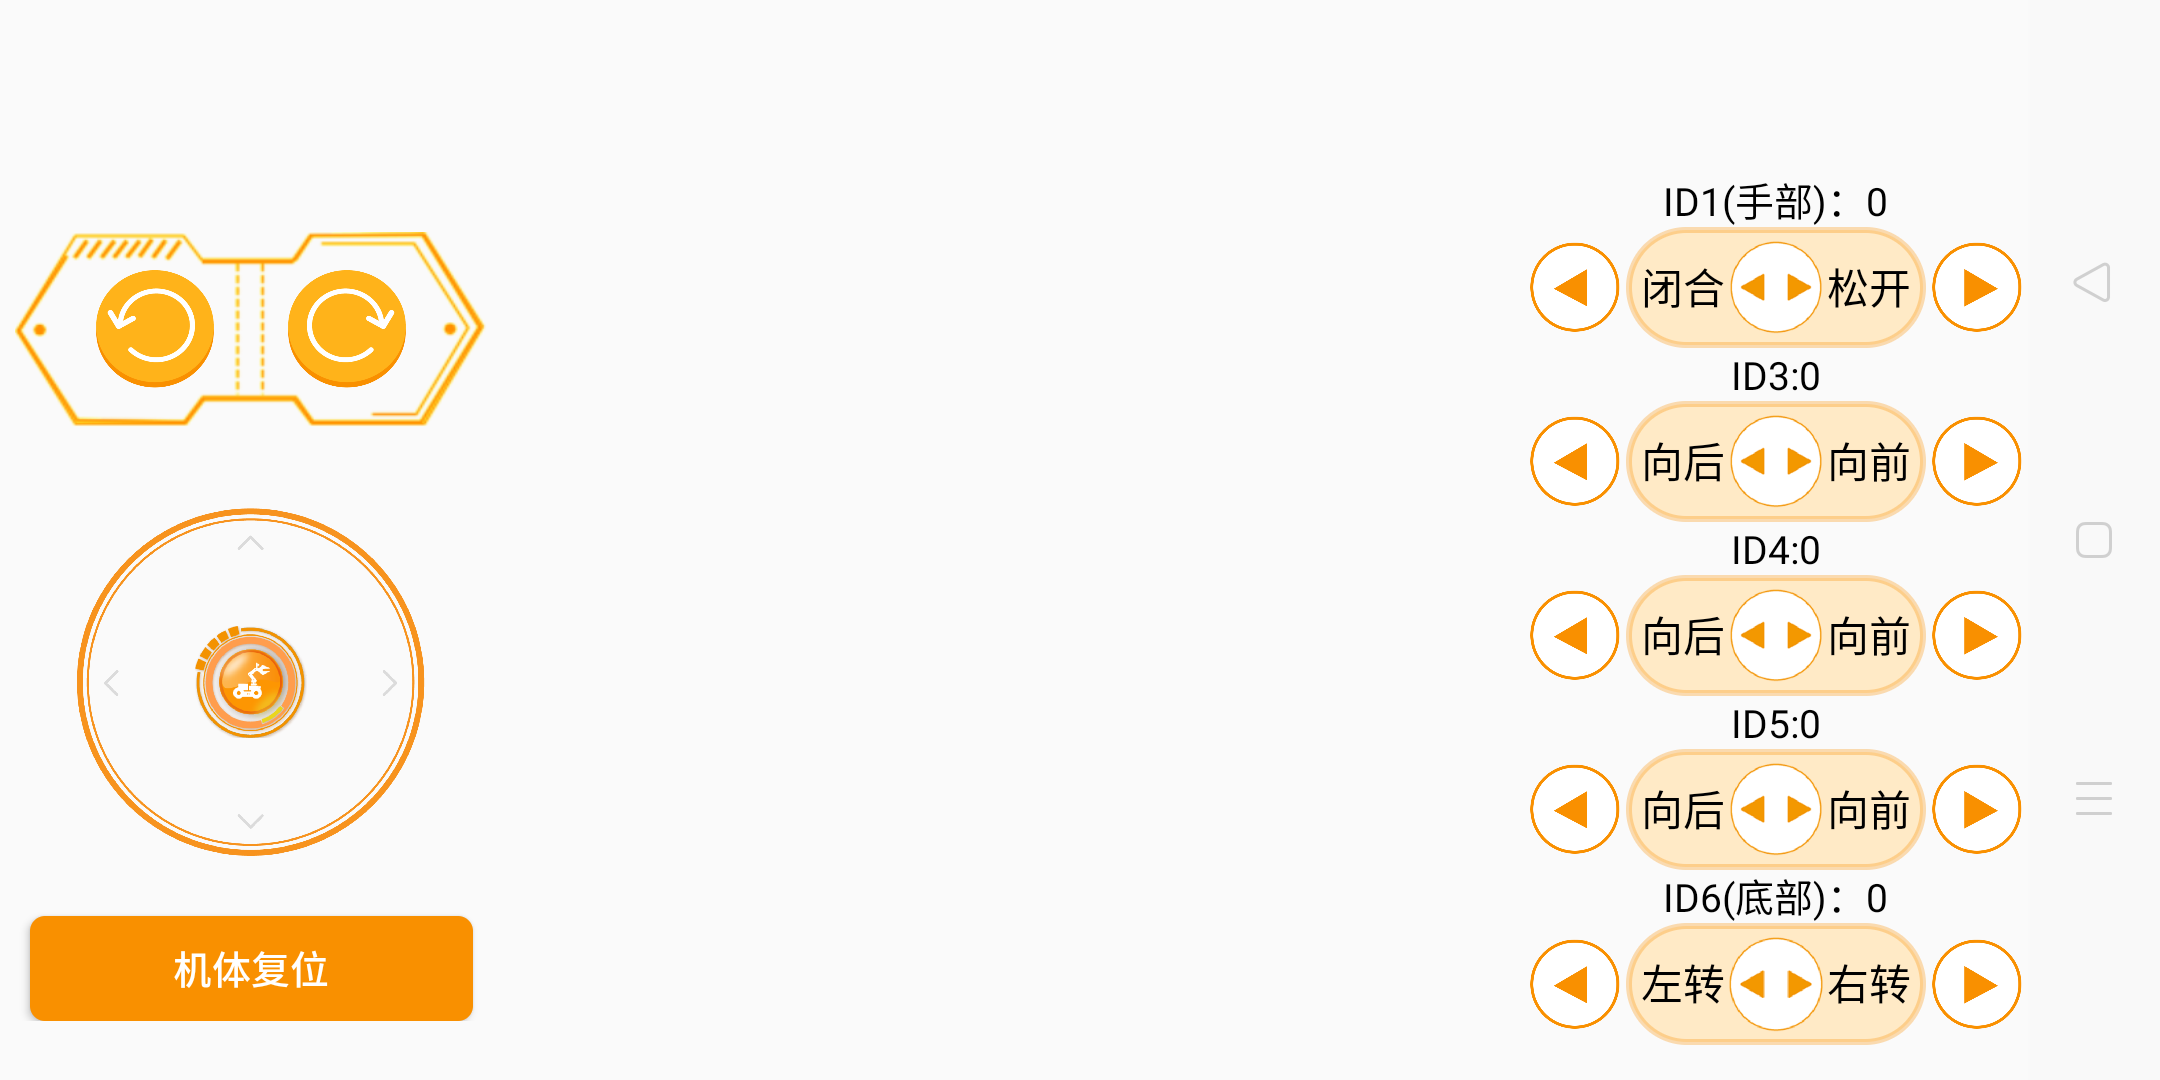 ID1(手部)：0
闭合 松开
ID3:0
向后 向前
ID4:0
向后 向前
ID5:0
向后 向前
ID6(底部)：0
左转 右转
机体复位